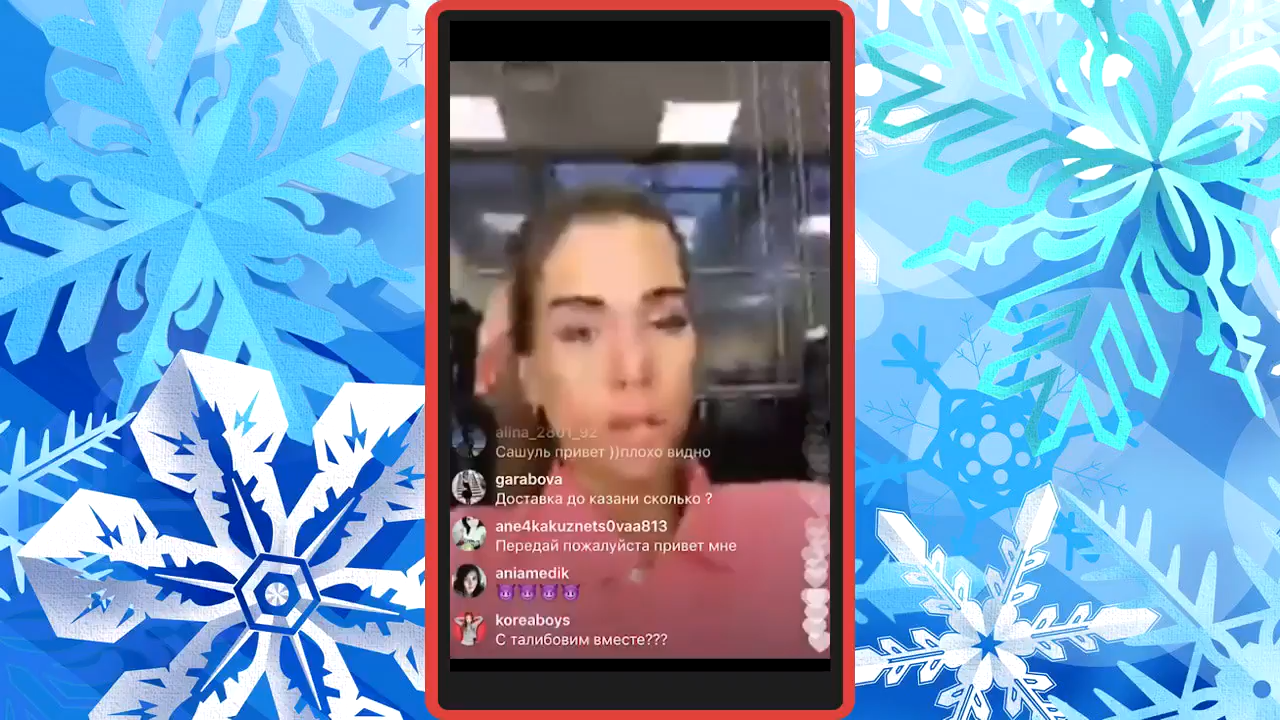 alina_2801_92
Сашуль привет ))плохо видно
garabova
Доставка до казани сколько ?
ane4kakuznets0vaa813
Передай пожалуйста привет мне
aniamedik
😈😈😈😈
koreaboys
С талибовим вместе???